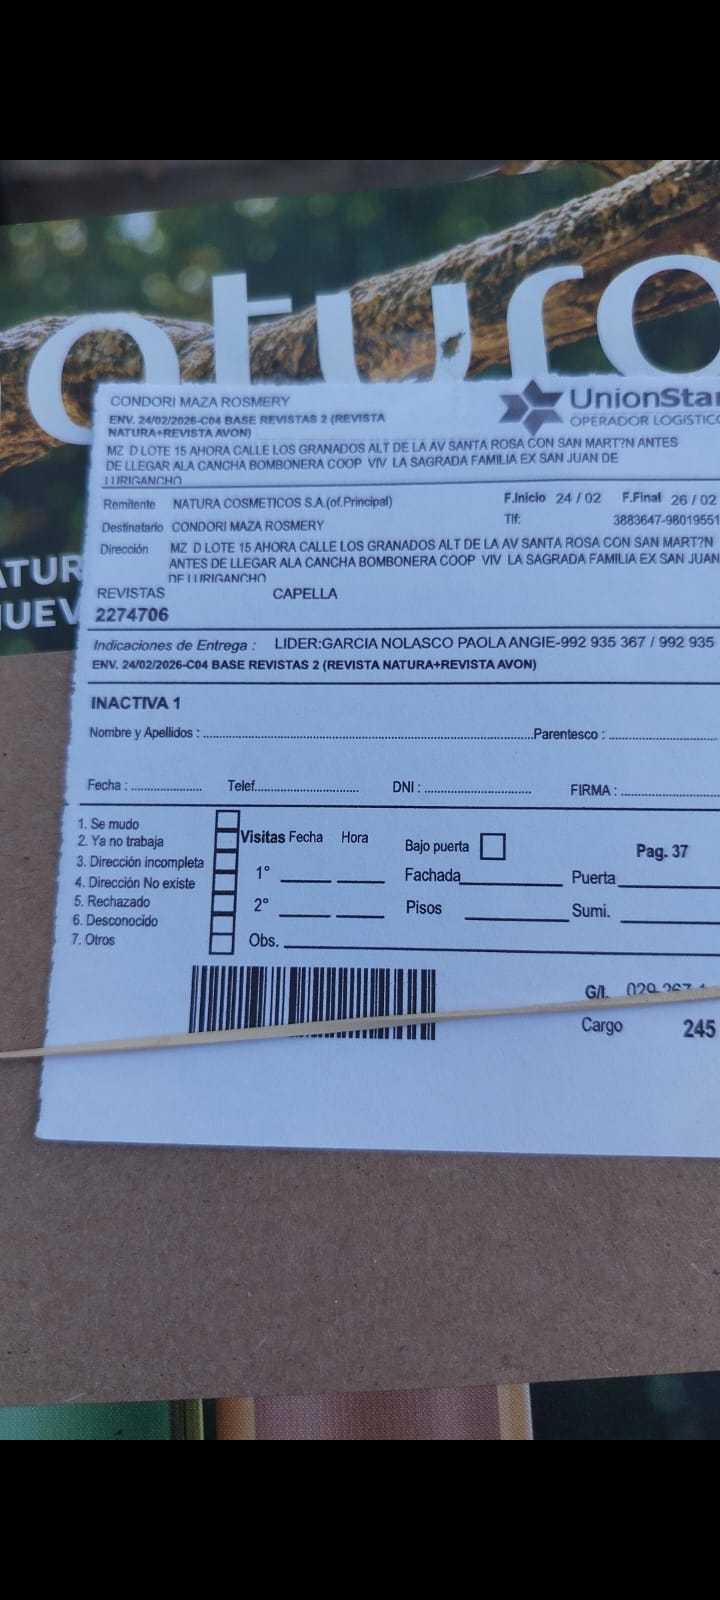 natura
CONDORI MAZA ROSMERY
UnionStar
OPERADOR LOGÍSTICO
ENV. 24/02/2026-C04 BASE REVISTAS 2 (REVISTA
NATURA+REVISTA AVON)
MZ D LOTE 15 AHORA CALLE LOS GRANADOS ALT DE LA AV SANTA ROSA CON SAN MART?N ANTES
DE LLEGAR ALA CANCHA BOMBONERA COOP VIV LA SAGRADA FAMILIA EX SAN JUAN DE
LURIGANCHO
Remitente NATURA COSMETICOS S.A.(of.Principal) F.Inicio 24 / 02 F.Final 26 / 02
Destinatario CONDORI MAZA ROSMERY Tlf: 3883647-98019551
Dirección MZ D LOTE 15 AHORA CALLE LOS GRANADOS ALT DE LA AV SANTA ROSA CON SAN MART?N
ANTES DE LLEGAR ALA CANCHA BOMBONERA COOP VIV LA SAGRADA FAMILIA EX SAN JUAN
DE LURIGANCHO
REVISTAS CAPELLA
2274706
Indicaciones de Entrega : LIDER:GARCIA NOLASCO PAOLA ANGIE-992 935 367 / 992 935
ENV. 24/02/2026-C04 BASE REVISTAS 2 (REVISTA NATURA+REVISTA AVON)
INACTIVA 1
Nombre y Apellidos : Parentesco :
Fecha : Telef. DNI : FIRMA :
1. Se mudo
2. Ya no trabaja
3. Dirección incompleta
4. Dirección No existe
5. Rechazado
6. Desconocido
7. Otros
Visitas Fecha Hora
1°
2°
Obs.
Bajo puerta
Pag. 37
Fachada Puerta
Pisos Sumi.
G/I.
Cargo 245